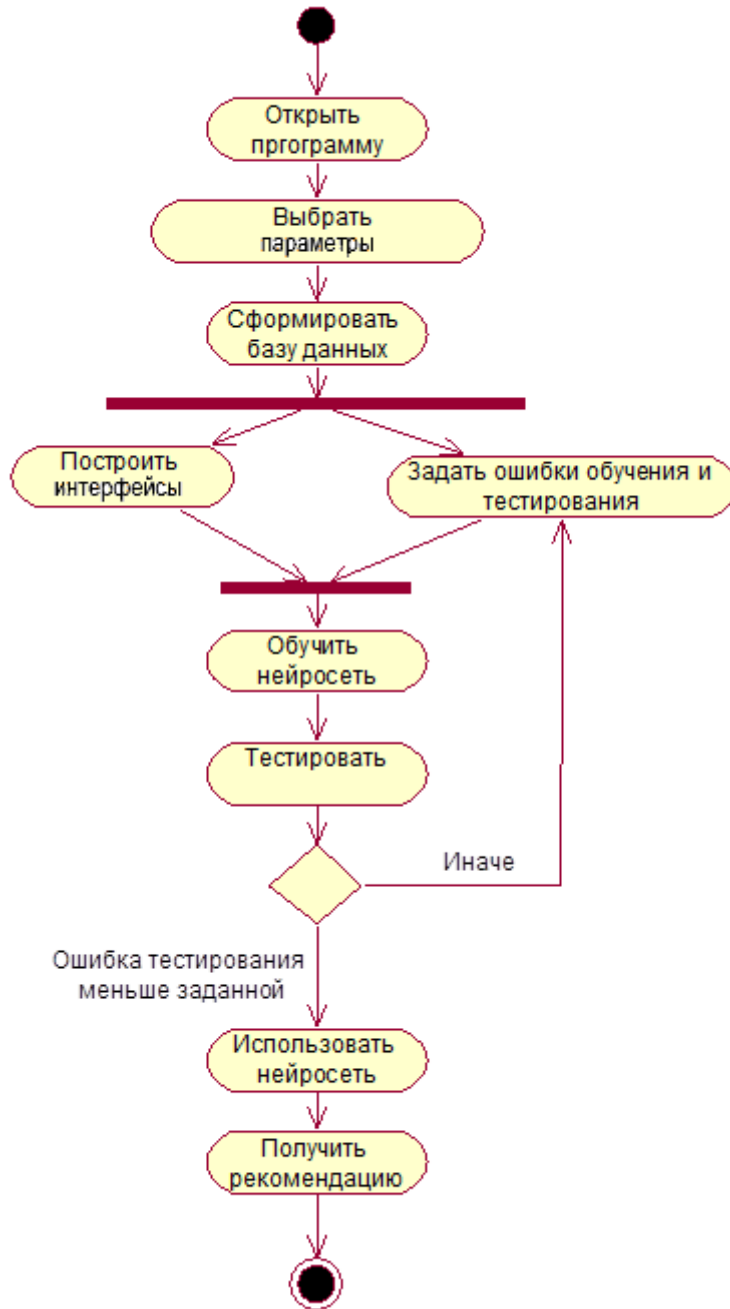 Открыть
пргограмму
Выбрать
параметры
Сформировать
базу данных
Построить
интерфейсы
Задать ошибки обучения и
тестирования
Обучить
нейросеть
Тестировать
Иначе
Ошибка тестирования
меньше заданной
Использовать
нейросеть
Получить
рекомендацию